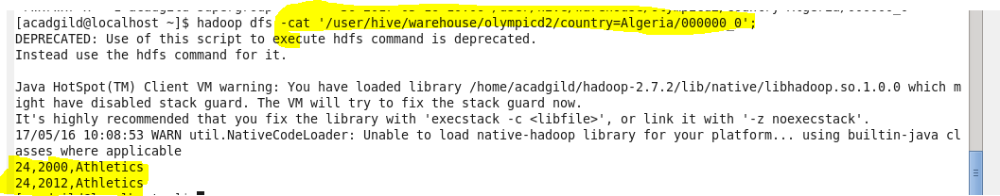 [acadgild@localhost ~]$ hadoop dfs -cat '/user/hive/warehouse/olympicd2/country=Algeria/000000_0';
DEPRECATED: Use of this script to execute hdfs command is deprecated.
Instead use the hdfs command for it.
Java HotSpot(TM) Client VM warning: You have loaded library /home/acadgild/hadoop-2.7.2/lib/native/libhadoop.so.1.0.0 which m
ight have disabled stack guard. The VM will try to fix the stack guard now.
It's highly recommended that you fix the library with 'execstack -c <libfile>', or link it with '-z noexecstack'.
17/05/16 10:08:53 WARN util.NativeCodeLoader: Unable to load native-hadoop library for your platform... using builtin-java cl
asses where applicable
24,2000,Athletics
24,2012,Athletics